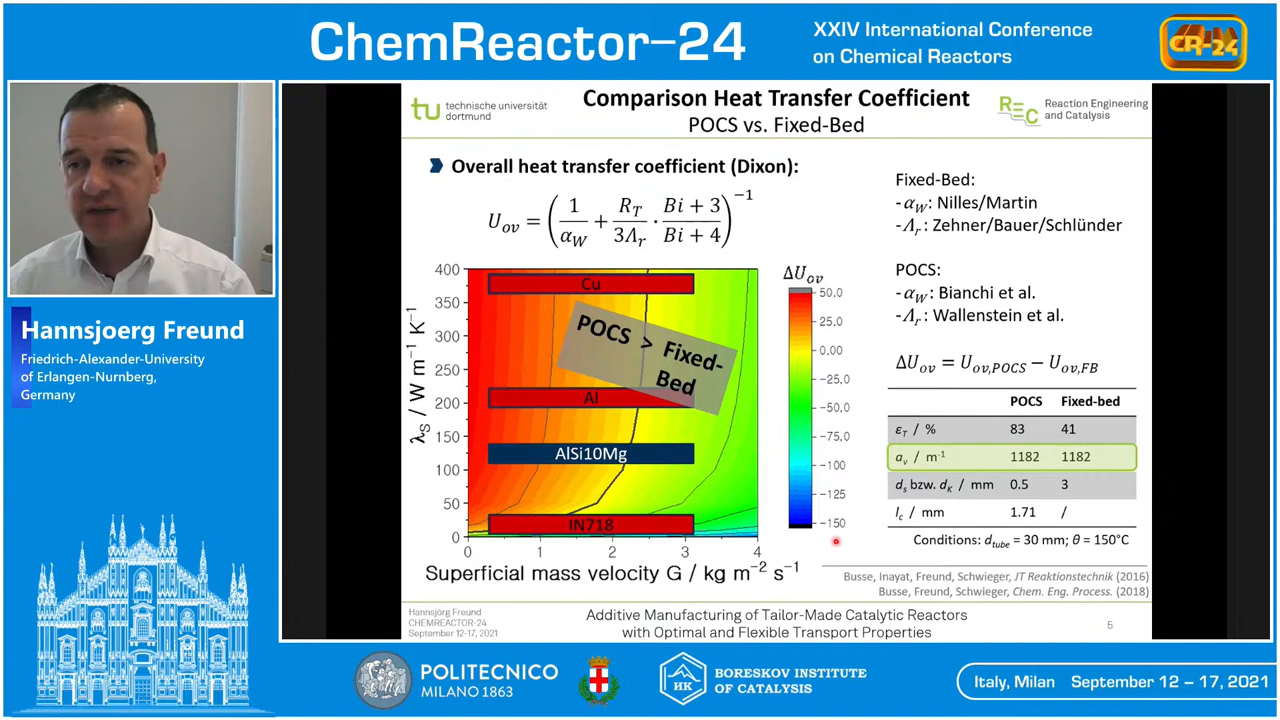 ChemReactor–24
XXIV International Conference
on Chemical Reactors
CR-24
tu technische universität
dortmund
Comparison Heat Transfer Coefficient
POCS vs. Fixed-Bed
REC Reaction Engineering
and Catalysis
Overall heat transfer coefficient (Dixon):
U_ov = (1/α_W + R_T/3Λ_r · Bi + 3/Bi + 4)^−1
Fixed-Bed:
- α_W: Nilles/Martin
- Λ_r: Zehner/Bauer/Schlünder
POCS:
- α_W: Bianchi et al.
- Λ_r: Wallenstein et al.
ΔU_ov = U_ov,POCS − U_ov,FB
λS / W m⁻¹ K⁻¹
400
350
300
250
200
150
100
50
0
0 1 2 3 4
Superficial mass velocity G / kg m⁻² s⁻¹
Cu
POCS > Fixed-
Bed
Al
AlSi10Mg
IN718
ΔU_ov
50.0
25.0
0.00
-25.0
-50.0
-75.0
-100
-125
-150
POCS Fixed-bed
ε_T / % 83 41
a_v / m⁻¹ 1182 1182
d_s bzw. d_K / mm 0.5 3
l_c / mm 1.71 /
Conditions: d_tube = 30 mm; θ = 150°C
Busse, Inayat, Freund, Schwieger, JT Reaktionstechnik (2016)
Busse, Freund, Schwieger, Chem. Eng. Process. (2018)
Hannsjörg Freund
CHEMREACTOR-24
September 12-17, 2021
Additive Manufacturing of Tailor-Made Catalytic Reactors
with Optimal and Flexible Transport Properties
5
Hannsjoerg Freund
Friedrich-Alexander-University
of Erlangen-Nurnberg,
Germany
POLITECNICO
MILANO 1863
НК
BORESKOV INSTITUTE
OF CATALYSIS
Italy, Milan September 12 – 17, 2021